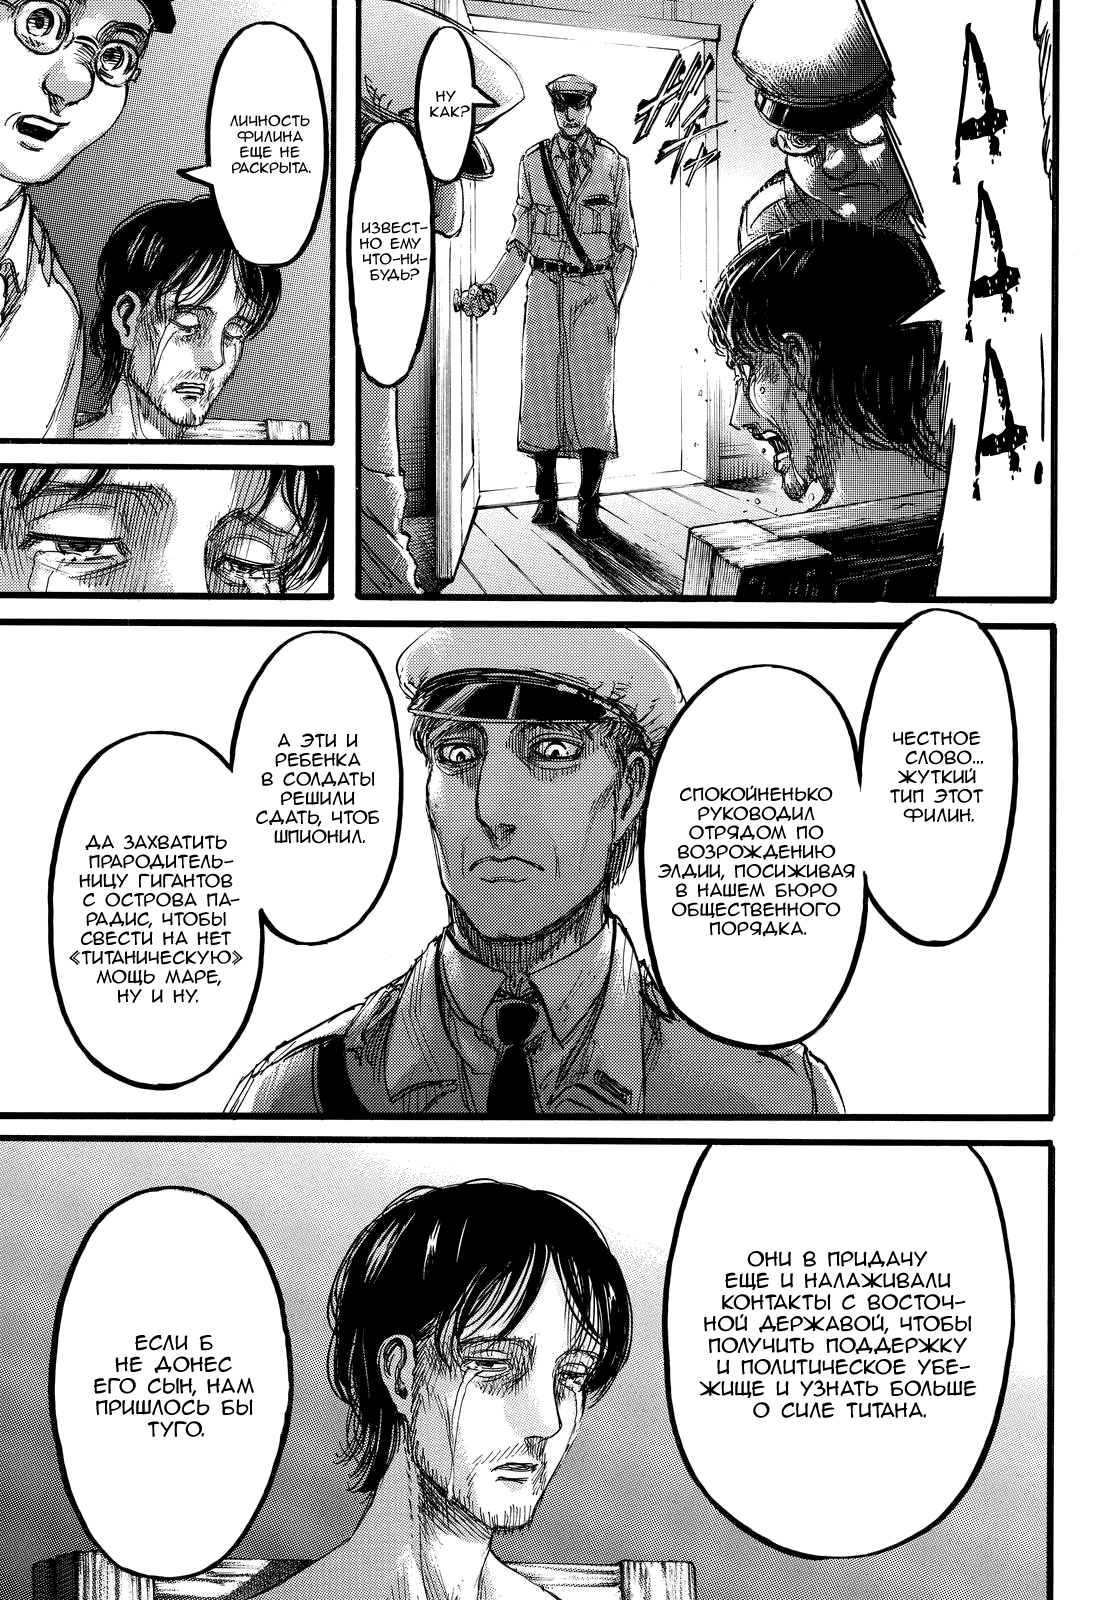 ААА!
НУ
КАК?
ИЗВЕСТ-
НО ЕМУ
ЧТО-НИ-
БУДЬ?
ЛИЧНОСТЬ
ФИЛИНА
ЕЩЕ НЕ
РАСКРЫТА.
ЧЕСТНОЕ
СЛОВО...
ЖУТКИЙ
ТИП ЭТОТ
ФИЛИН.
СПОКОЙНЕНЬКО
РУКОВОДИЛ
ОТРЯДОМ ПО
ВОЗРОЖДЕНИЮ
ЭЛДИИ, ПОСИЖИВАЯ
В НАШЕМ БЮРО
ОБЩЕСТВЕННОГО
ПОРЯДКА.
А ЭТИ И
РЕБЕНКА
В СОЛДАТЫ
РЕШИЛИ
СДАТЬ, ЧТОБ
ШПИОНИЛ.
ДА ЗАХВАТИТЬ
ПРАРОДИТЕЛЬ-
НИЦУ ГИГАНТОВ
С ОСТРОВА ПА-
РАДИС, ЧТОБЫ
СВЕСТИ НА НЕТ
«ТИТАНИЧЕСКУЮ»
МОЩЬ МАРЕ,
НУ И НУ.
ОНИ В ПРИДАЧУ
ЕЩЕ И НАЛАЖИВАЛИ
КОНТАКТЫ С ВОСТОЧ-
НОЙ ДЕРЖАВОЙ, ЧТОБЫ
ПОЛУЧИТЬ ПОДДЕРЖКУ
И ПОЛИТИЧЕСКОЕ УБЕ-
ЖИЩЕ И УЗНАТЬ БОЛЬШЕ
О СИЛЕ ТИТАНА.
ЕСЛИ Б
НЕ ДОНЕС
ЕГО СЫН, НАМ
ПРИШЛОСЬ БЫ
ТУГО.